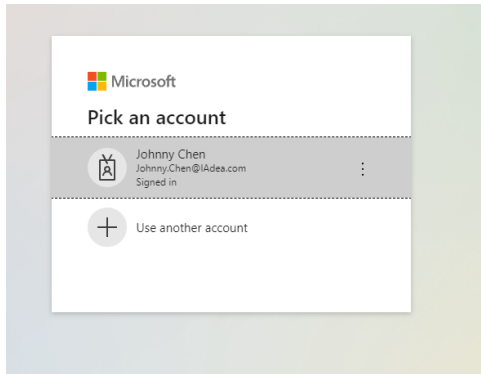 Microsoft
Pick an account
Johnny Chen
Johnny.Chen@IAdea.com
Signed in
Use another account